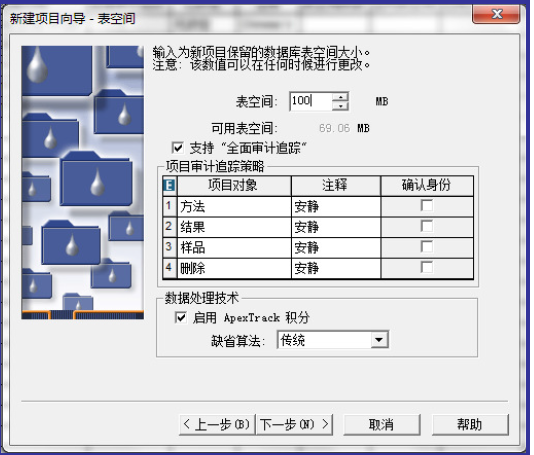 新建项目向导 - 表空间
输入为新项目保留的数据库表空间大小。
注意: 该数值可以在任何时候进行更改。
表空间: 100 MB
可用表空间: 69.06 MB
支持 “全面审计追踪”
项目审计追踪策略
E 项目对象 注释 确认身份
1 方法 安静
2 结果 安静
3 样品 安静
4 删除 安静
数据处理技术
启用 ApexTrack 积分
缺省算法: 传统
< 上一步(B) 下一步(N) > 取消 帮助